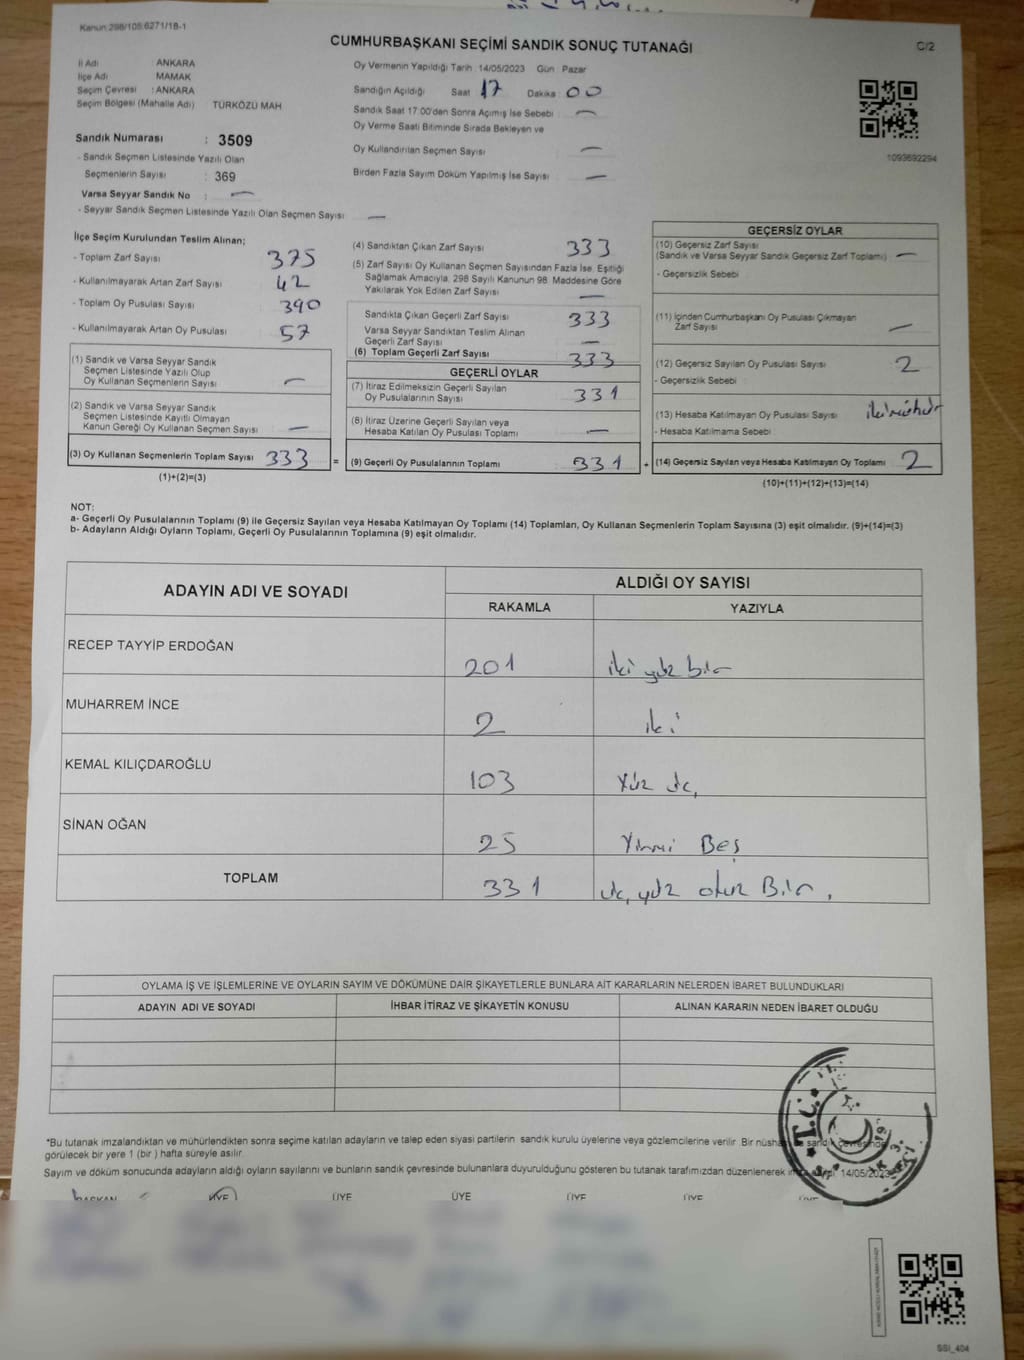 Kanun:298/105:6271/18-1
CUMHURBAŞKANI SEÇİMİ SANDIK SONUÇ TUTANAĞI
C/2
İl Adı ANKARA
İlçe Adı MAMAK
Seçim Çevresi : ANKARA
Seçim Bölgesi (Mahalle Adı) TÜRKÖZÜ MAH
Oy Vermenin Yapıldığı Tarih 14/05/2023 Gün Pazar
Sandığın Açıldığı Saat 17 Dakika 00
Sandık Saat 17:00'den Sonra Açımış İse Sebebi —
Oy Verme Saati Bitiminde Sırada Bekleyen ve
Oy Kullandırılan Seçmen Sayısı —
Birden Fazla Sayım Döküm Yapılmış İse Sayısı —
1093692294
Sandık Numarası : 3509
- Sandık Seçmen Listesinde Yazılı Olan
Seçmenlerin Sayısı : 369
Varsa Seyyar Sandık No : —
- Seyyar Sandık Seçmen Listesinde Yazılı Olan Seçmen Sayısı : —
İlçe Seçim Kurulundan Teslim Alınan;
- Toplam Zarf Sayısı 375
- Kullanılmayarak Artan Zarf Sayısı 42
- Toplam Oy Pusulası Sayısı 390
- Kullanılmayarak Artan Oy Pusulası 57
(1) Sandık ve Varsa Seyyar Sandık
Seçmen Listesinde Yazılı Olup
Oy Kullanan Seçmenlerin Sayısı —
(2) Sandık ve Varsa Seyyar Sandık
Seçmen Listesinde Kayıtlı Olmayan
Kanun Gereği Oy Kullanan Seçmen Sayısı —
(3) Oy Kullanan Seçmenlerin Toplam Sayısı 333 =
(1)+(2)=(3)
(4) Sandıktan Çıkan Zarf Sayısı 333
(5) Zarf Sayısı Oy Kullanan Seçmen Sayısından Fazla İse, Eşitliği
Sağlamak Amacıyla, 298 Sayılı Kanunun 98. Maddesine Göre
Yakılarak Yok Edilen Zarf Sayısı —
Sandıkta Çıkan Geçerli Zarf Sayısı 333
Varsa Seyyar Sandıktan Teslim Alınan
Geçerli Zarf Sayısı —
(6) Toplam Geçerli Zarf Sayısı 333
GEÇERLİ OYLAR
(7) İtiraz Edilmeksizin Geçerli Sayılan
Oy Pusulalarının Sayısı 331
(8) İtiraz Üzerine Geçerli Sayılan veya
Hesaba Katılan Oy Pusulası Toplamı —
(9) Geçerli Oy Pusulalarının Toplamı 331 +
GEÇERSİZ OYLAR
(10) Geçersiz Zarf Sayısı
(Sandık ve Varsa Seyyar Sandık Geçersiz Zarf Toplamı) —
- Geçersizlik Sebebi
(11) İçinden Cumhurbaşkanı Oy Pusulası Çıkmayan
Zarf Sayısı —
(12) Geçersiz Sayılan Oy Pusulası Sayısı 2
- Geçersizlik Sebebi
(13) Hesaba Katılmayan Oy Pusulası Sayısı
- Hesaba Katılmama Sebebi
(14) Geçersiz Sayılan veya Hesaba Katılmayan Oy Toplamı 2
(10)+(11)+(12)+(13)=(14)
NOT:
a- Geçerli Oy Pusulalarının Toplamı (9) ile Geçersiz Sayılan veya Hesaba Katılmayan Oy Toplamı (14) Toplamları, Oy Kullanan Seçmenlerin Toplam Sayısına (3) eşit olmalıdır. (9)+(14)=(3)
b- Adayların Aldığı Oyların Toplamı, Geçerli Oy Pusulalarının Toplamına (9) eşit olmalıdır.
ADAYIN ADI VE SOYADI
ALDIĞI OY SAYISI
RAKAMLA YAZIYLA
RECEP TAYYİP ERDOĞAN 201 iki yüz bir
MUHARREM İNCE 2 iki
KEMAL KILIÇDAROĞLU 103 Yüz üç
SİNAN OĞAN 25 Yirmi Beş
TOPLAM 331 üç yüz otuz Bir.
OYLAMA İŞ VE İŞLEMLERİNE VE OYLARIN SAYIM VE DÖKÜMÜNE DAİR ŞİKAYETLERLE BUNLARA AİT KARARLARIN NELERDEN İBARET BULUNDUKLARI
ADAYIN ADI VE SOYADI İHBAR İTİRAZ VE ŞİKAYETİN KONUSU ALINAN KARARIN NEDEN İBARET OLDUĞU
*Bu tutanak imzalandıktan ve mühürlendikten sonra seçime katılan adayların ve talep eden siyasi partilerin sandık kurulu üyelerine veya gözlemcilerine verilir. Bir sandık çevresinde
görülecek bir yere 1 (bir) hafta süreyle asılır.
Sayım ve döküm sonucunda adayların aldığı oyların sayılarını ve bunların sandık çevresinde bulunanlara duyurulduğunu gösteren bu tutanak tarafımızdan düzenlenerek 14/05/2023
T.C.
BAŞKAN ÜYE ÜYE ÜYE ÜYE ÜYE ÜYE
SSI_404